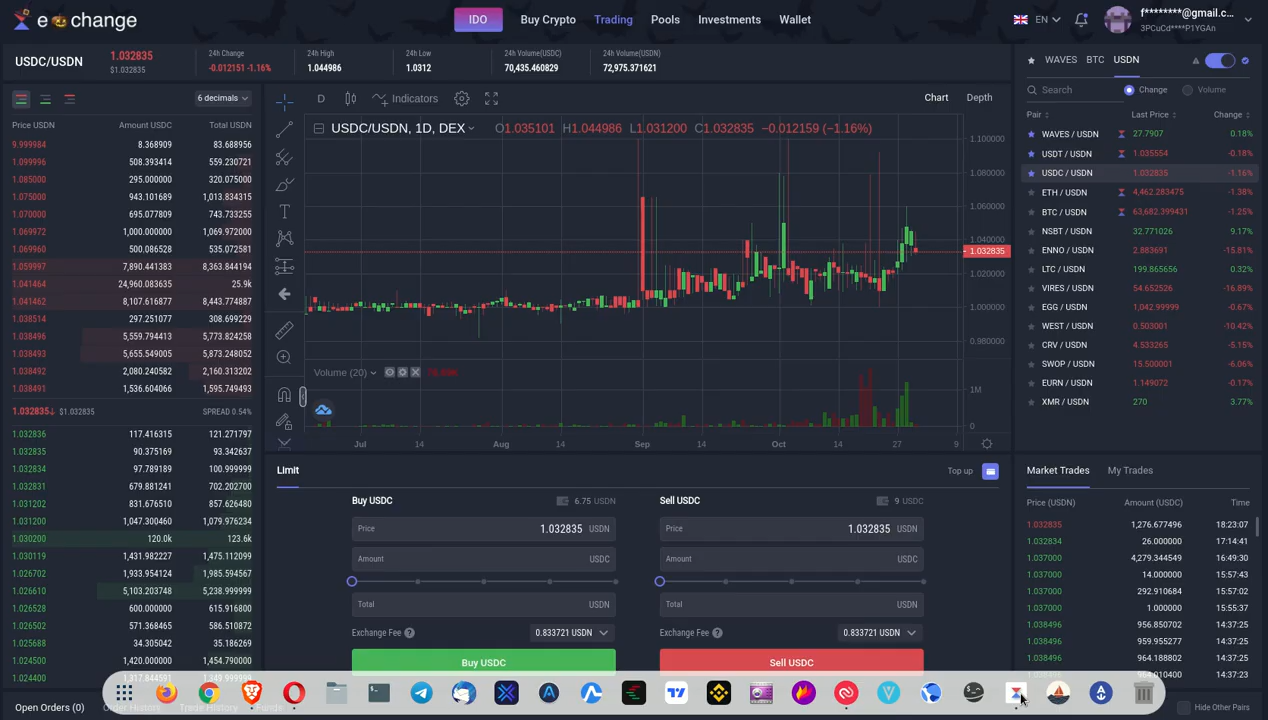 e change
IDO
Buy Crypto
Trading
Pools
Investments
Wallet
EN
f********@gmail.c...
3PCuCd****P1YGAn
USDC/USDN
1.032835
$1.032835
24h Change
-0.012151 -1.16%
24h High
1.044986
24h Low
1.0312
24h Volume(USDC)
70,435.460829
24h Volume(USDN)
72,975.371621
6 decimals
Price USDN Amount USDC Total USDN
9.999984 8.368909 83.688956
1.099996 508.393414 559.230721
1.085000 295.000000 320.075000
1.075000 943.101689 1,013.834315
1.070000 695.077809 743.733255
1.069972 1,000.000000 1,069.972000
1.069960 500.086528 535.072581
1.059997 7,890.441383 8,363.844194
1.041464 24,960.083635 25.9k
1.041462 8,107.616877 8,443.774887
1.038514 297.251077 308.699229
1.038496 5,559.794413 5,773.824258
1.038493 5,655.549005 5,873.248052
1.038492 2,080.240582 2,160.313202
1.038491 1,536.604066 1,595.749493
1.032835↓ $1.032835 SPREAD 0.54%
1.032836 117.416315 121.271797
1.032835 90.375169 93.342637
1.032834 97.789189 100.999999
1.032831 679.881241 702.202700
1.031202 831.676510 857.626480
1.031200 1,047.300460 1,079.976234
1.030200 120.0k 123.6k
1.030119 1,431.982227 1,475.112099
1.026702 1,933.954124 1,985.594567
1.026610 5,103.203748 5,238.999999
1.026528 600.000000 615.916800
1.026502 571.368465 586.510872
1.025688 34.305042 35.186269
1.024500 1,420.000000 1,454.790000
1.024400
Open Orders (0)
Order History
Trade History
D
Indicators
Chart
Depth
USDC/USDN, 1D, DEX
O1.035101 H1.044986 L1.031200 C1.032835 −0.012159 (−1.16%)
1.100000
1.080000
1.060000
1.040000
1.032835
1.020000
1.000000
0.980000
Volume (20)
1M
0
Jul 14 Aug 14 Sep 14 Oct 14 27 9
Limit
Top up
Buy USDC
6.75 USDN
Price 1.032835 USDN
Amount USDC
Total USDN
Exchange Fee ? 0.833721 USDN
Buy USDC
Sell USDC
9 USDC
Price 1.032835 USDN
Amount USDC
Total USDN
Exchange Fee ? 0.833721 USDN
Sell USDC
WAVES
BTC
USDN
Search
Change
Volume
Pair Last Price Change
WAVES / USDN 27.7907 0.18%
USDT / USDN 1.035554 -0.18%
USDC / USDN 1.032835 -1.16%
ETH / USDN 4,462.283475 -1.38%
BTC / USDN 63,682.399431 -1.25%
NSBT / USDN 32.771026 9.17%
ENNO / USDN 2.883691 -15.81%
LTC / USDN 199.865656 0.32%
VIRES / USDN 54.652526 -16.89%
EGG / USDN 1,042.99999 -0.67%
WEST / USDN 0.503001 -10.42%
CRV / USDN 4.533265 -5.15%
SWOP / USDN 15.500001 -6.06%
EURN / USDN 1.149072 -0.17%
XMR / USDN 270 3.77%
Market Trades
My Trades
Price (USDN) Amount (USDC) Time
1.032835 1,276.677496 18:23:07
1.032834 26.000000 17:14:41
1.037000 4,279.344549 16:49:30
1.037000 14.000000 15:57:43
1.037000 292.910684 15:57:02
1.037000 1.000000 15:55:37
1.038496 956.850702 14:37:25
1.038493 959.955277 14:37:25
1.038493 964.188802 14:37:25
Hide Other Pairs